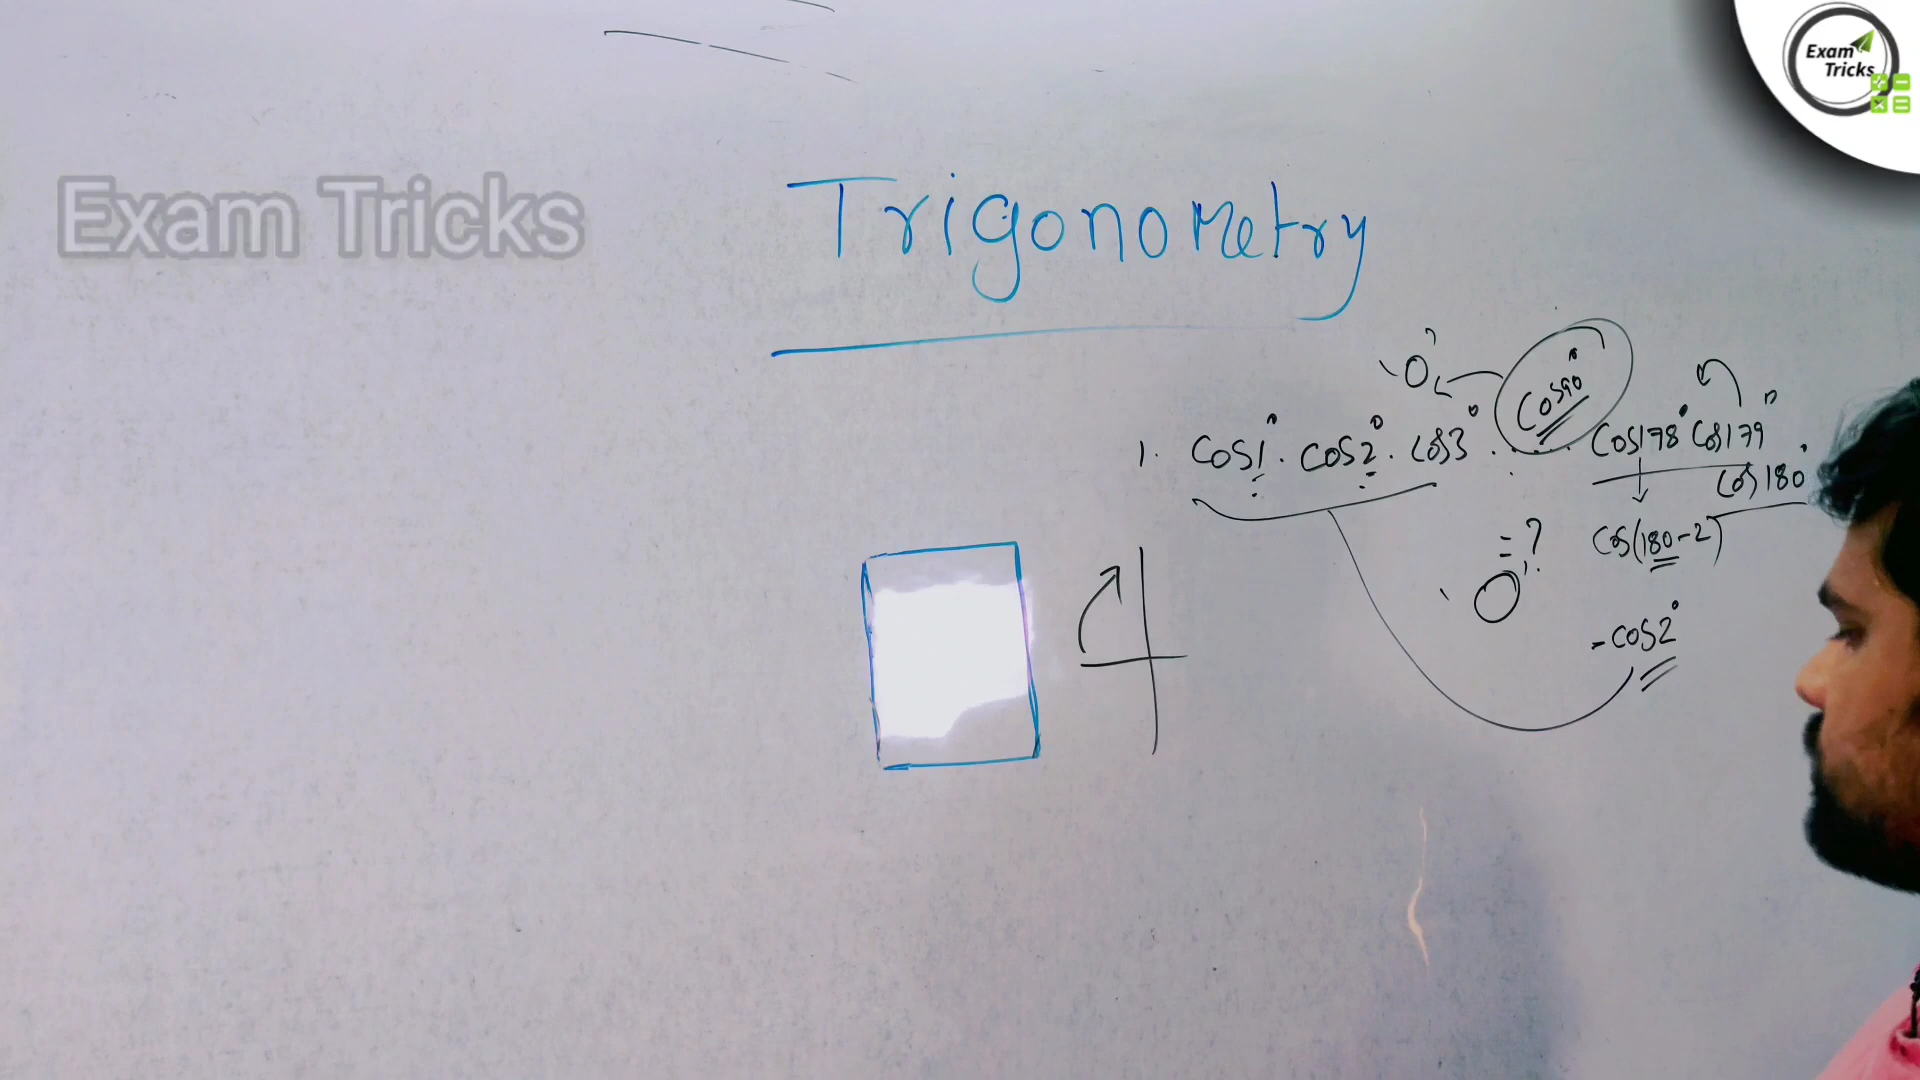 Exam
Tricks
Exam Tricks
Trigonometry
'0'
Cos90°
1. Cos1°. Cos2°. Cos3° ..... Cos178° Cos179°
Cos180°
= ?
Cos(180-2)
'0'
-Cos2°